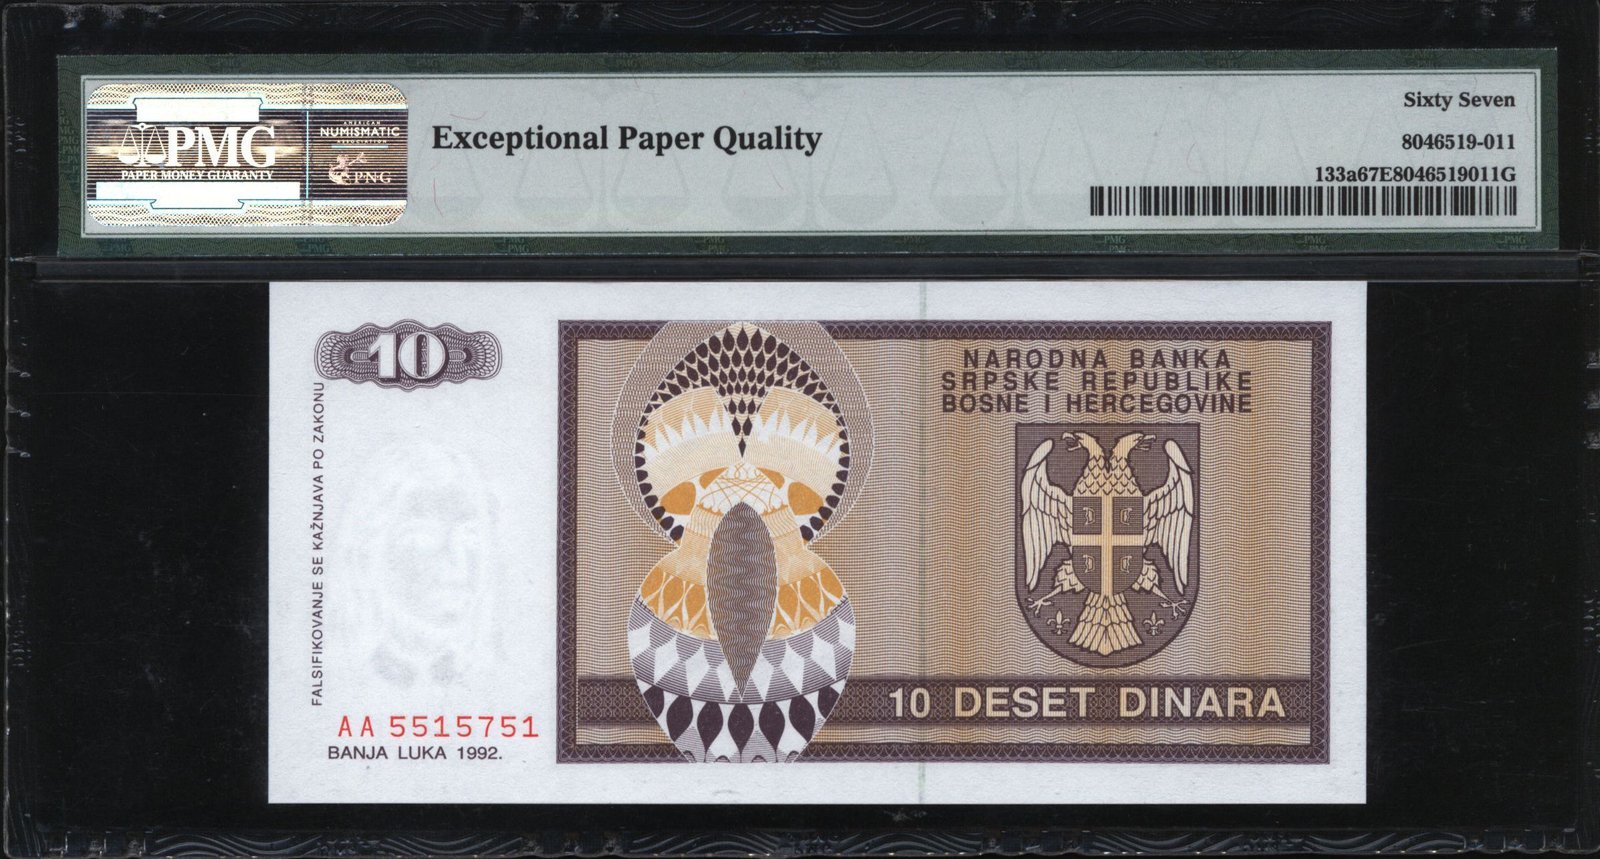 PMG
PAPER MONEY GUARANTY
AMERICAN
NUMISMATIC
ASSOCIATION
PNG
Exceptional Paper Quality
Sixty Seven
8046519-011
133a67E8046519011G
10
FALSIFIKOVANJE SE KAŽNJAVA PO ZAKONU
NARODNA BANKA
SRPSKE REPUBLIKE
BOSNE I HERCEGOVINE
10 DESET DINARA
AA 5515751
BANJA LUKA 1992.